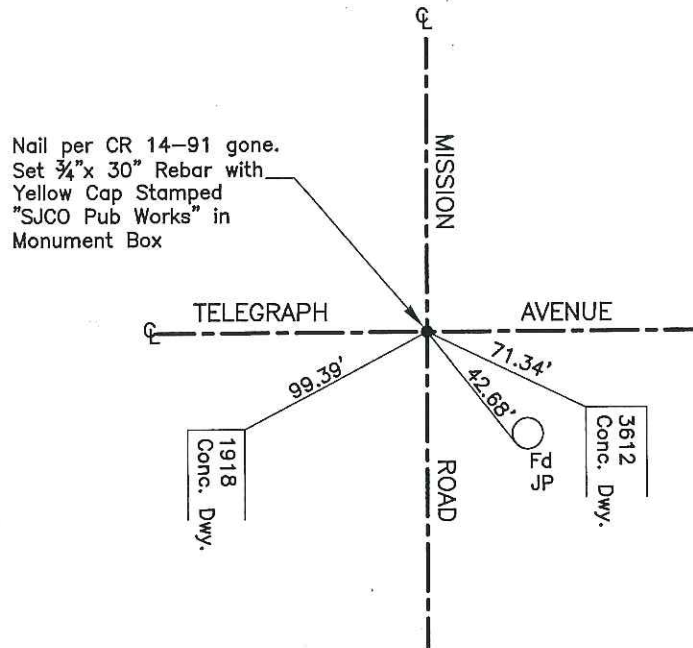 ℄
MISSION
Nail per CR 14–91 gone.
Set ¾"x 30" Rebar with
Yellow Cap Stamped
"SJCO Pub Works" in
Monument Box
℄
TELEGRAPH
AVENUE
99.39'
71.34'
42.68'
1918
Conc. Dwy.
ROAD
Fd
JP
3612
Conc. Dwy.